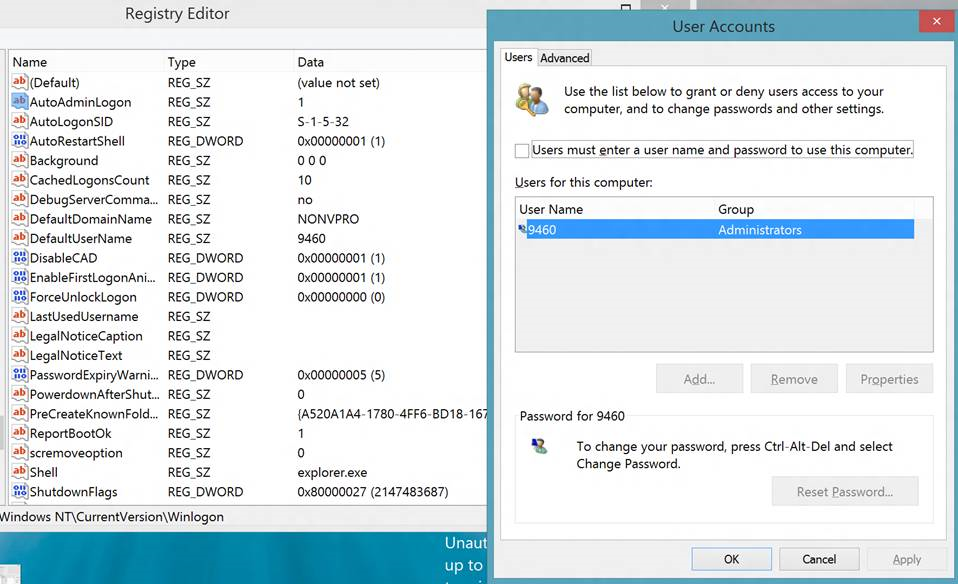 Registry Editor
Name Type Data
(Default) REG_SZ (value not set)
AutoAdminLogon REG_SZ 1
AutoLogonSID REG_SZ S-1-5-32
AutoRestartShell REG_DWORD 0x00000001 (1)
Background REG_SZ 0 0 0
CachedLogonsCount REG_SZ 10
DebugServerComma... REG_SZ no
DefaultDomainName REG_SZ NONVPRO
DefaultUserName REG_SZ 9460
DisableCAD REG_DWORD 0x00000001 (1)
EnableFirstLogonAni... REG_DWORD 0x00000001 (1)
ForceUnlockLogon REG_DWORD 0x00000000 (0)
LastUsedUsername REG_SZ
LegalNoticeCaption REG_SZ
LegalNoticeText REG_SZ
PasswordExpiryWarni... REG_DWORD 0x00000005 (5)
PowerdownAfterShut... REG_SZ 0
PreCreateKnownFold... REG_SZ {A520A1A4-1780-4FF6-BD18-167
ReportBootOk REG_SZ 1
scremoveoption REG_SZ 0
Shell REG_SZ explorer.exe
ShutdownFlags REG_DWORD 0x80000027 (2147483687)
Windows NT\CurrentVersion\Winlogon
Unaut
up to
User Accounts
Users Advanced
Use the list below to grant or deny users access to your
computer, and to change passwords and other settings.
Users must enter a user name and password to use this computer.
Users for this computer:
User Name Group
9460 Administrators
Add... Remove Properties
Password for 9460
To change your password, press Ctrl-Alt-Del and select
Change Password.
Reset Password...
OK Cancel Apply